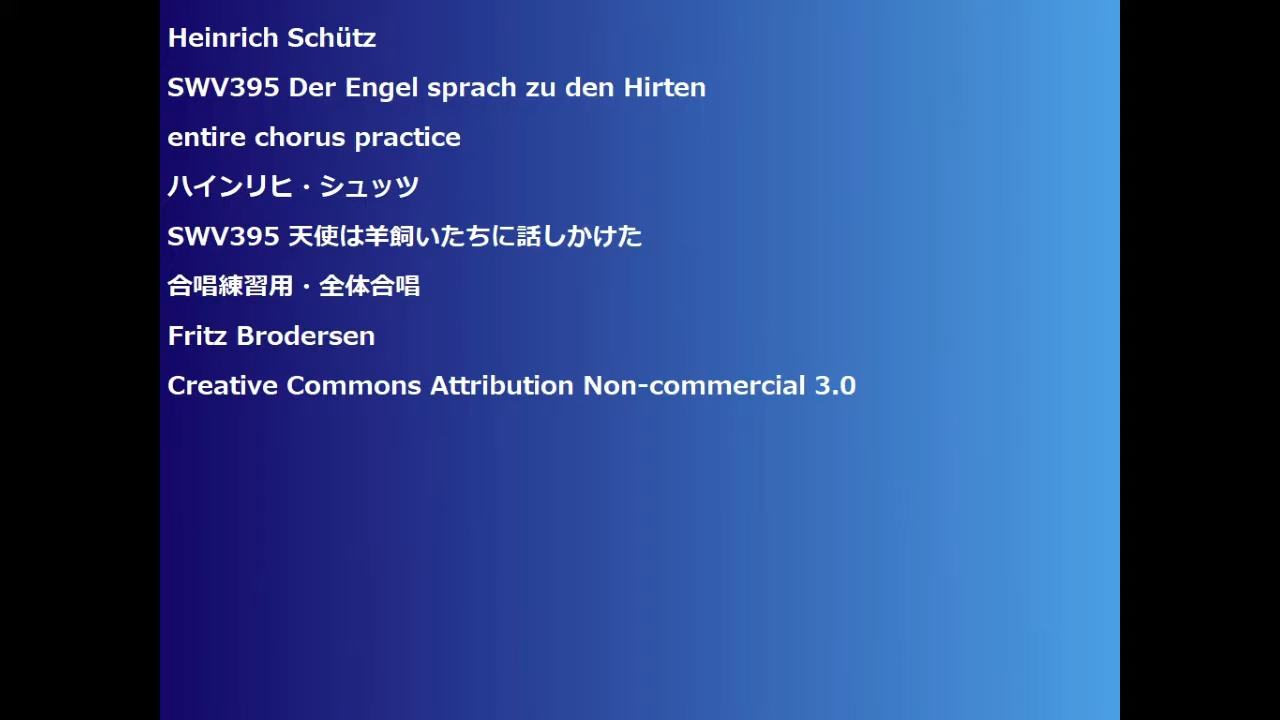 Heinrich Schütz
SWV395 Der Engel sprach zu den Hirten
entire chorus practice
ハインリヒ・シュッツ
SWV395 天使は羊飼いたちに話しかけた
合唱練習用・全体合唱
Fritz Brodersen
Creative Commons Attribution Non-commercial 3.0